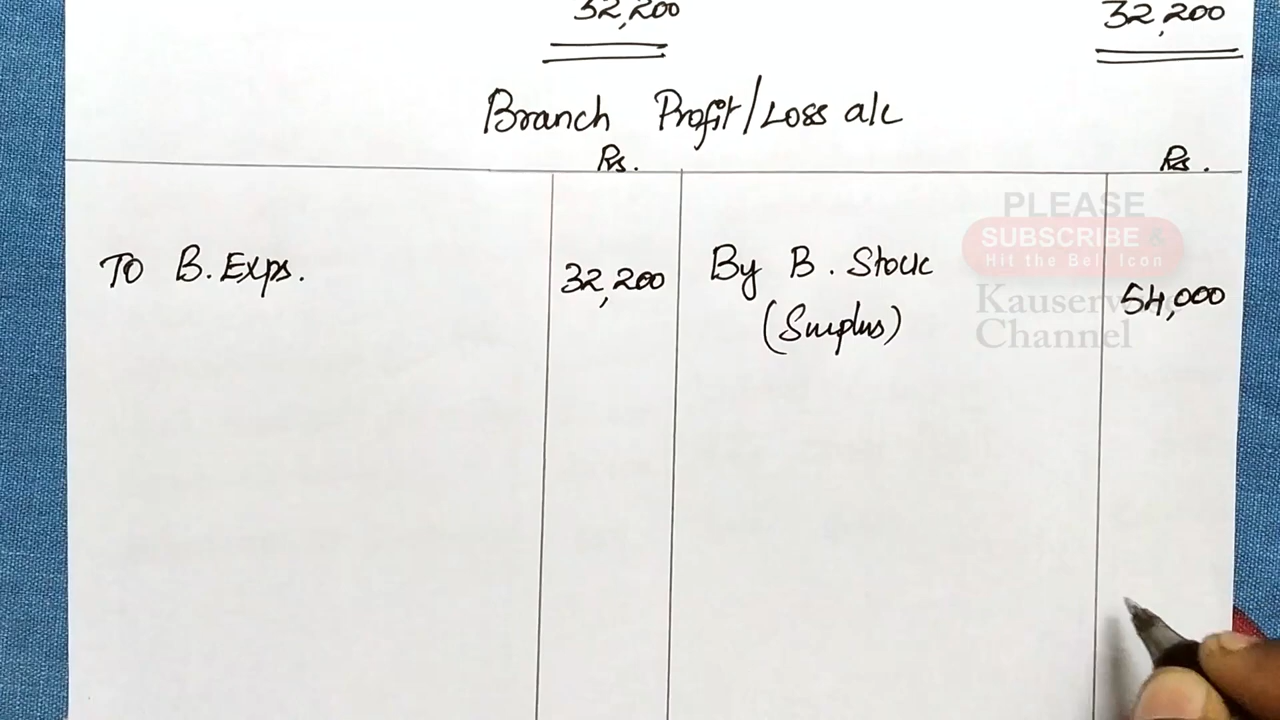 32,200 32,200
Branch Profit/Loss a/c
Rs. Rs.
PLEASE
SUBSCRIBE &
Hit the Bell Icon
To B. Exps. 32,200 By B. Stock 54,000
(Surplus)
Channel